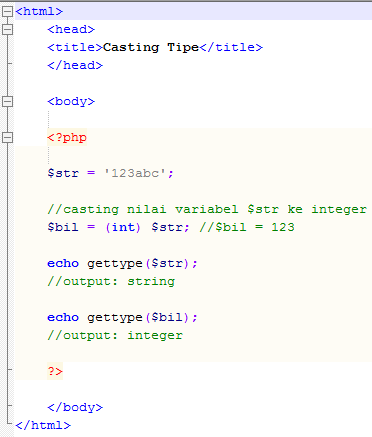 <html>
<head>
<title>Casting Tipe</title>
</head>
<body>
<?php
$str = '123abc';
//casting nilai variabel $str ke integer
$bil = (int) $str; //$bil = 123
echo gettype($str);
//output: string
echo gettype($bil);
//output: integer
?>
</body>
</html>